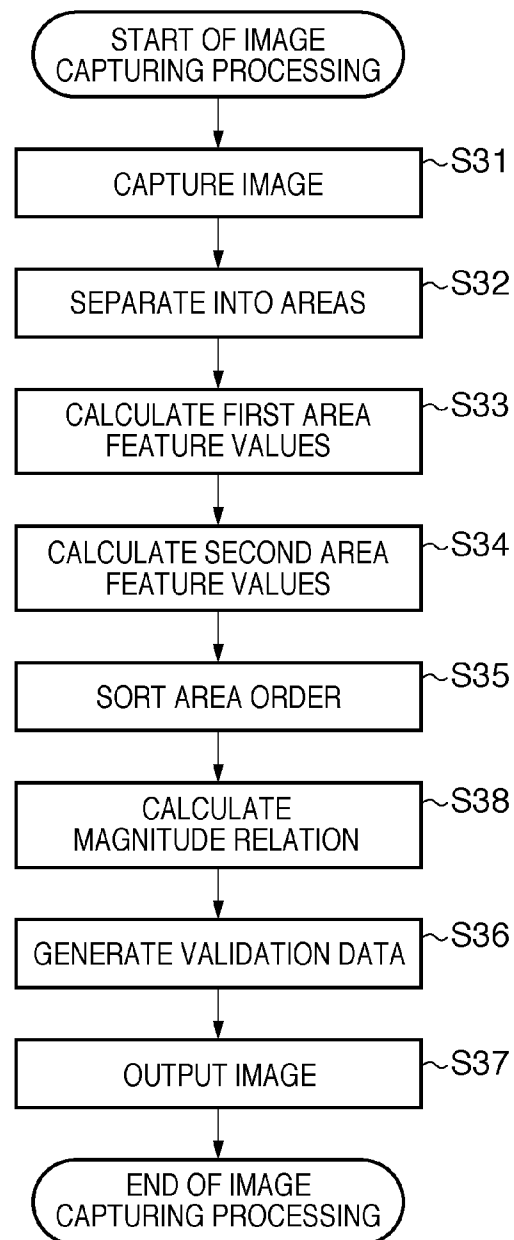 START OF IMAGE
CAPTURING PROCESSING
CAPTURE IMAGE
S31
SEPARATE INTO AREAS
S32
CALCULATE FIRST AREA
FEATURE VALUES
S33
CALCULATE SECOND AREA
FEATURE VALUES
S34
SORT AREA ORDER
S35
CALCULATE
MAGNITUDE RELATION
S38
GENERATE VALIDATION DATA
S36
OUTPUT IMAGE
S37
END OF IMAGE
CAPTURING PROCESSING